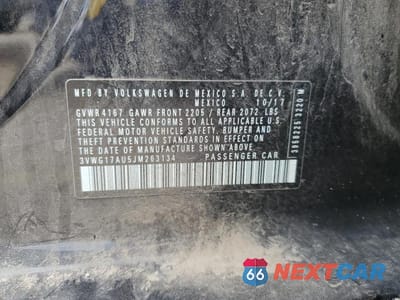 MFD BY VOLKSWAGEN DE MEXICO S.A. DE C.V.
MEXICO 10/17
GVWR4167 GAWR FRONT 2205 / REAR 2072 LBS
THIS VEHICLE CONFORMS TO ALL APPLICABLE
FEDERAL MOTOR VEHICLE SAFETY, BUMPER AND
THEFT PREVENTION STANDARDS IN EFFECT ON
THE DATE OF MANUFACTURE SHOWN ABOVE.
3VWG17AU5JM263134 PASSENGER CAR
66 NEXTCAR